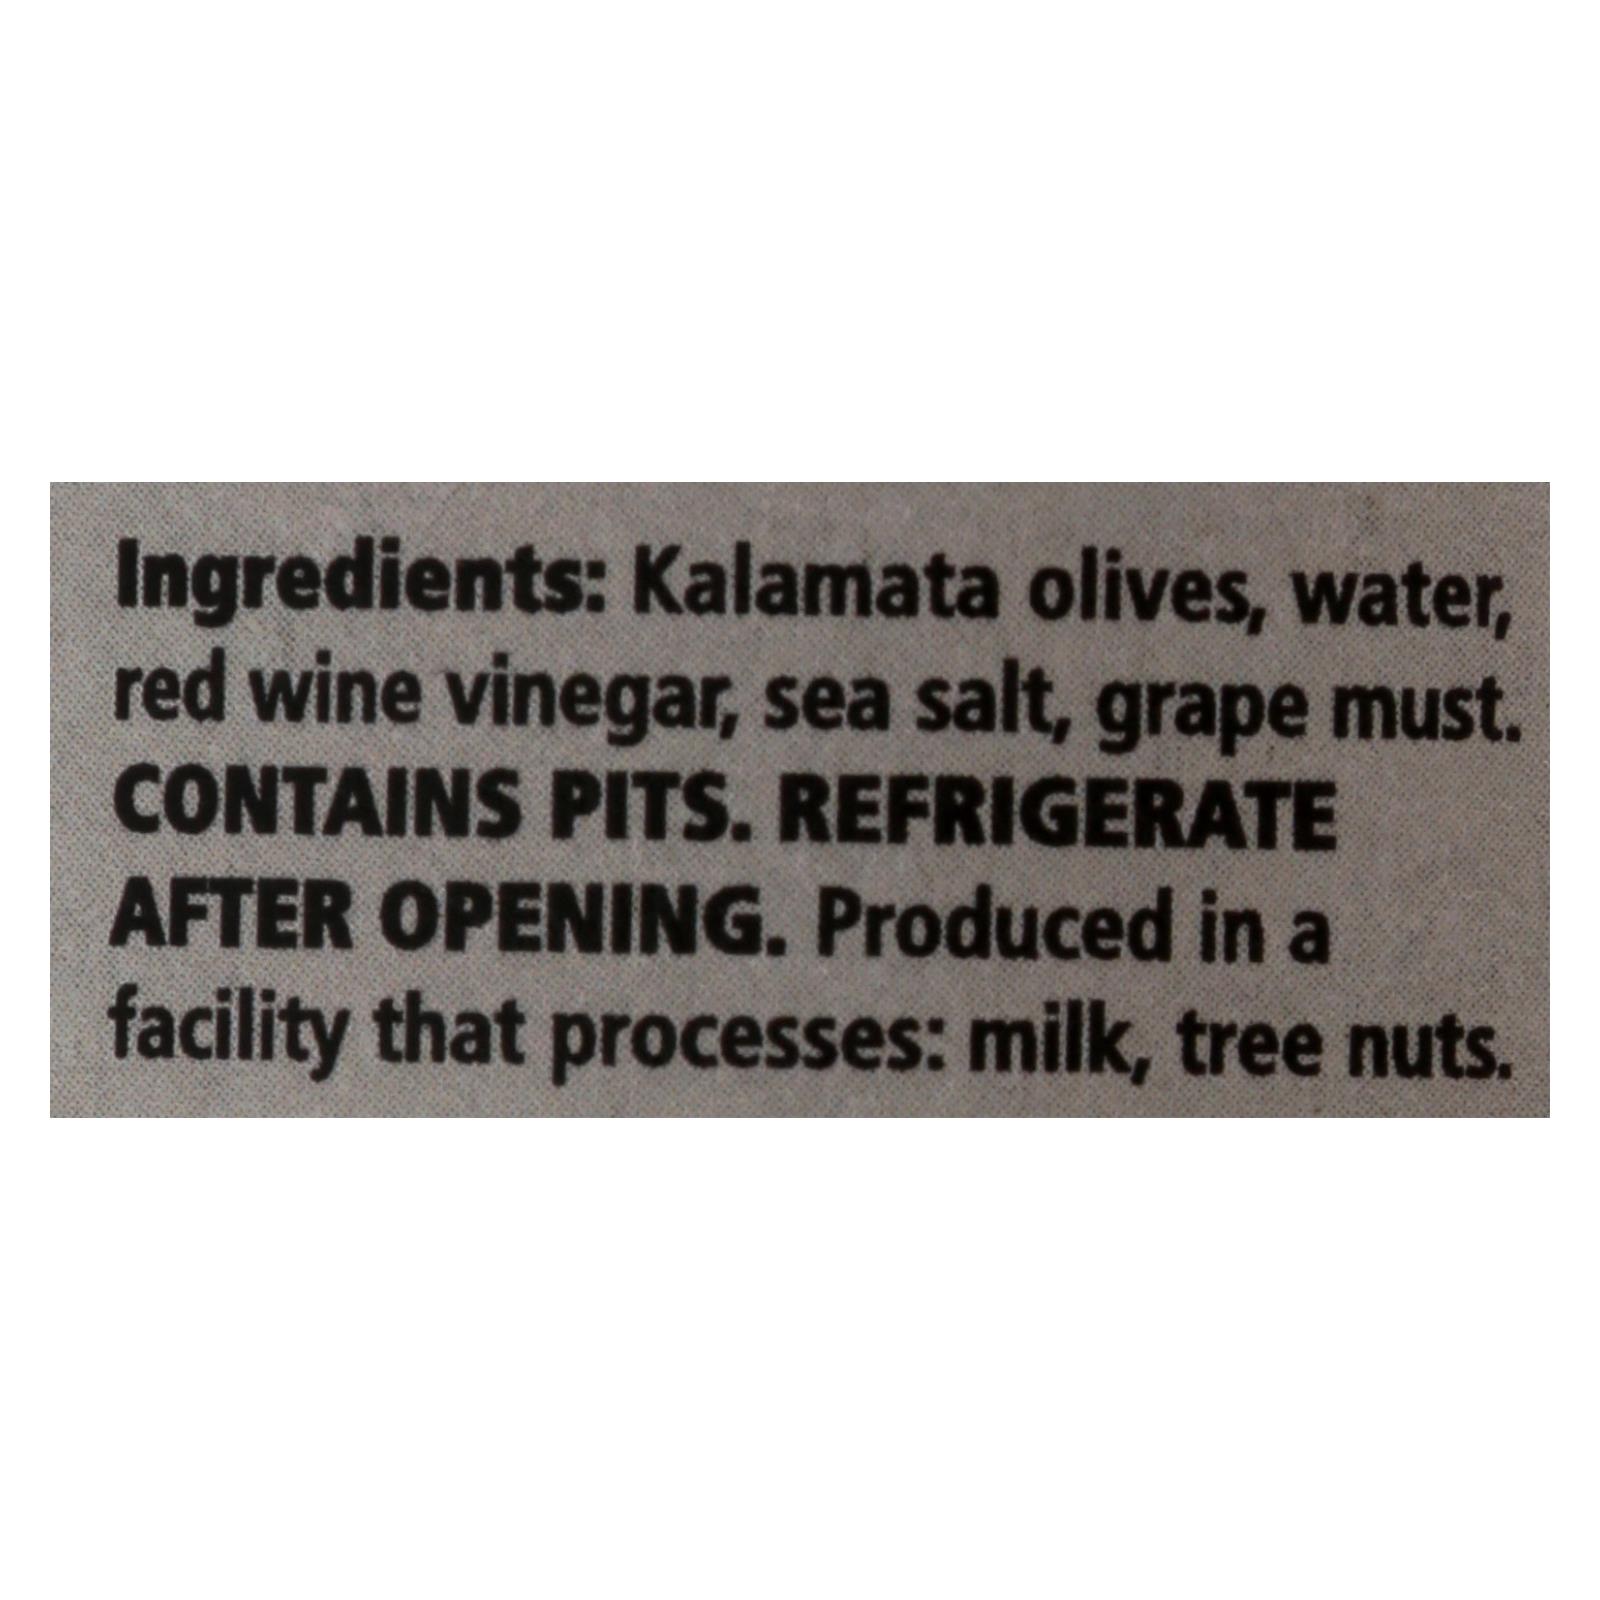 Ingredients: Kalamata olives, water,
red wine vinegar, sea salt, grape must.
CONTAINS PITS. REFRIGERATE
AFTER OPENING. Produced in a
facility that processes: milk, tree nuts.